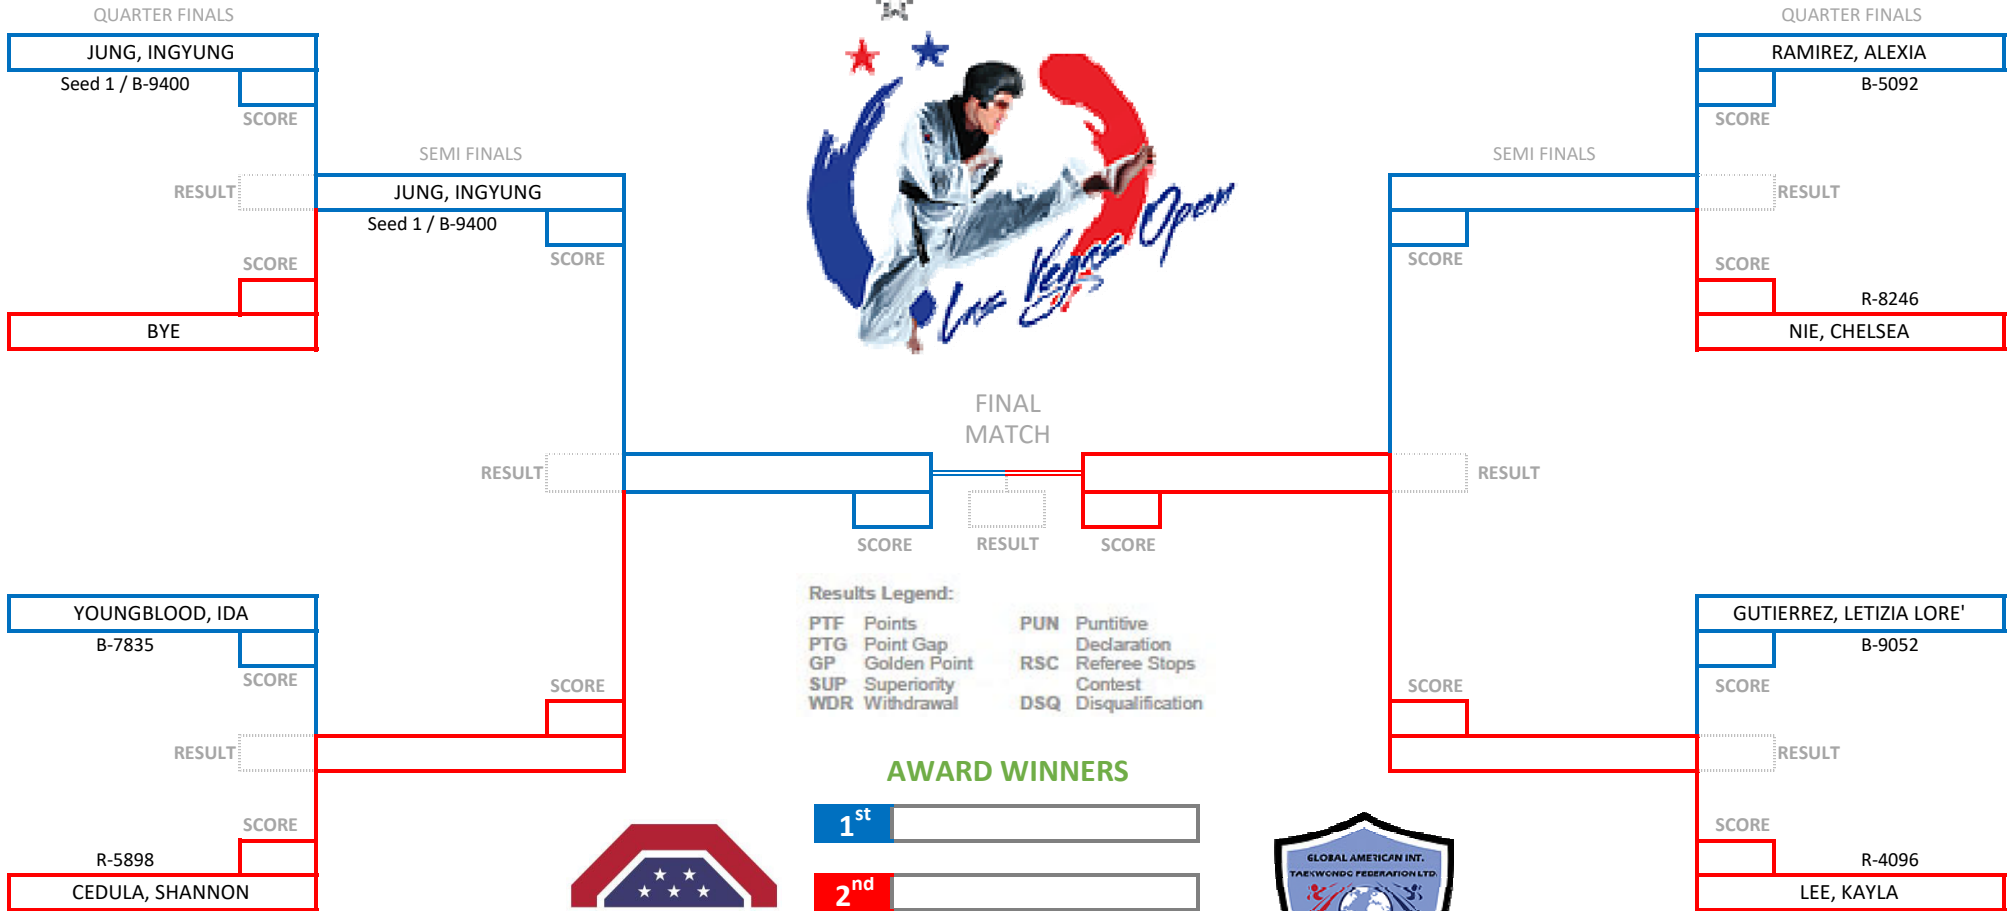 QUARTER FINALS
QUARTER FINALS
JUNG, INGYUNG
RAMIREZ, ALEXIA
Seed 1 / B-9400
B-5092
SCORE
SCORE
SEMI FINALS
SEMI FINALS
RESULT
JUNG, INGYUNG
RESULT
Seed 1 / B-9400
SCORE
SCORE
SCORE
SCORE
R-8246
BYE
NIE, CHELSEA
Las Vegas Open
FINAL
MATCH
RESULT
RESULT
SCORE
RESULT
SCORE
Results Legend:
PTF Points
PUN Puntitive Declaration
PTG Point Gap
GP Golden Point
RSC Referee Stops Contest
SUP Superiority
WDR Withdrawal
DSQ Disqualification
YOUNGBLOOD, IDA
GUTIERREZ, LETIZIA LORE'
B-7835
B-9052
SCORE
SCORE
SCORE
SCORE
RESULT
RESULT
AWARD WINNERS
1st
SCORE
SCORE
R-5898
R-4096
CEDULA, SHANNON
LEE, KAYLA
2nd
GLOBAL AMERICAN INT.
TAEKWONDO FEDERATION LTD.